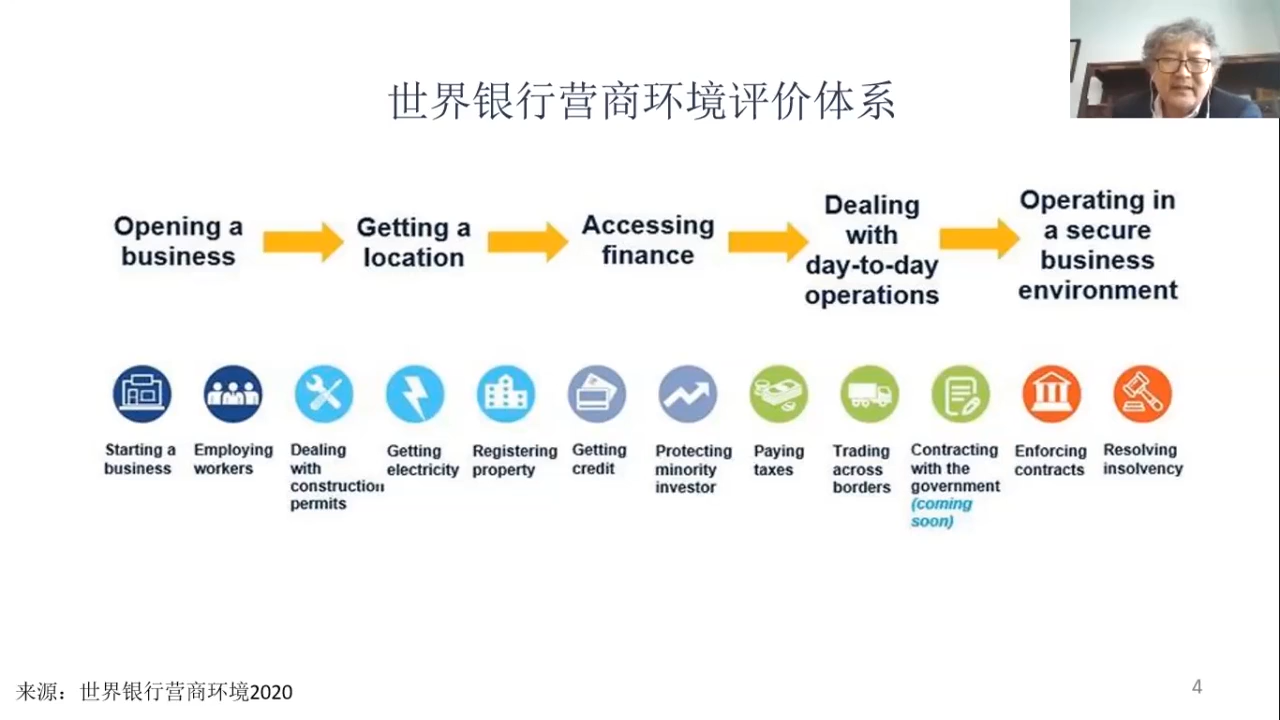 世界银行营商环境评价体系
Opening a
business
Getting a
location
Accessing
finance
Dealing
with
day-to-day
operations
Operating in
a secure
business
environment
Starting a
business
Employing
workers
Dealing
with
construction
permits
Getting
electricity
Registering
property
Getting
credit
Protecting
minority
investor
Paying
taxes
Trading
across
borders
Contracting
with the
government
(coming
soon)
Enforcing
contracts
Resolving
insolvency
来源：世界银行营商环境2020
4